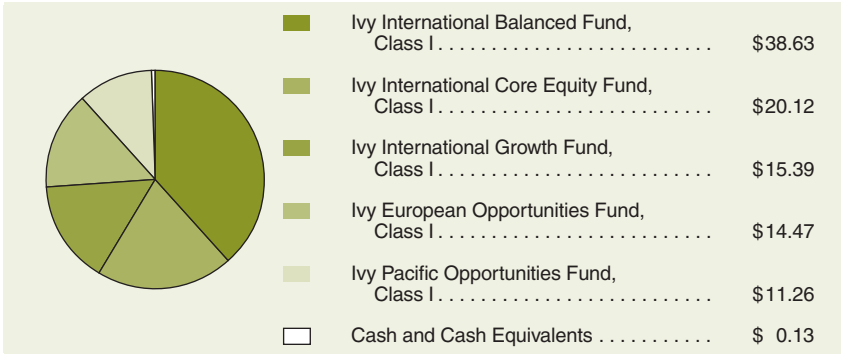 Ivy International Balanced Fund,
Class I . . . . . . . . . . . . . . . . . . . . . . . . . . $38.63
Ivy International Core Equity Fund,
Class I . . . . . . . . . . . . . . . . . . . . . . . . . . $20.12
Ivy International Growth Fund,
Class I . . . . . . . . . . . . . . . . . . . . . . . . . . $15.39
Ivy European Opportunities Fund,
Class I . . . . . . . . . . . . . . . . . . . . . . . . . . $14.47
Ivy Pacific Opportunities Fund,
Class I . . . . . . . . . . . . . . . . . . . . . . . . . . $11.26
Cash and Cash Equivalents . . . . . . . . . . . $ 0.13